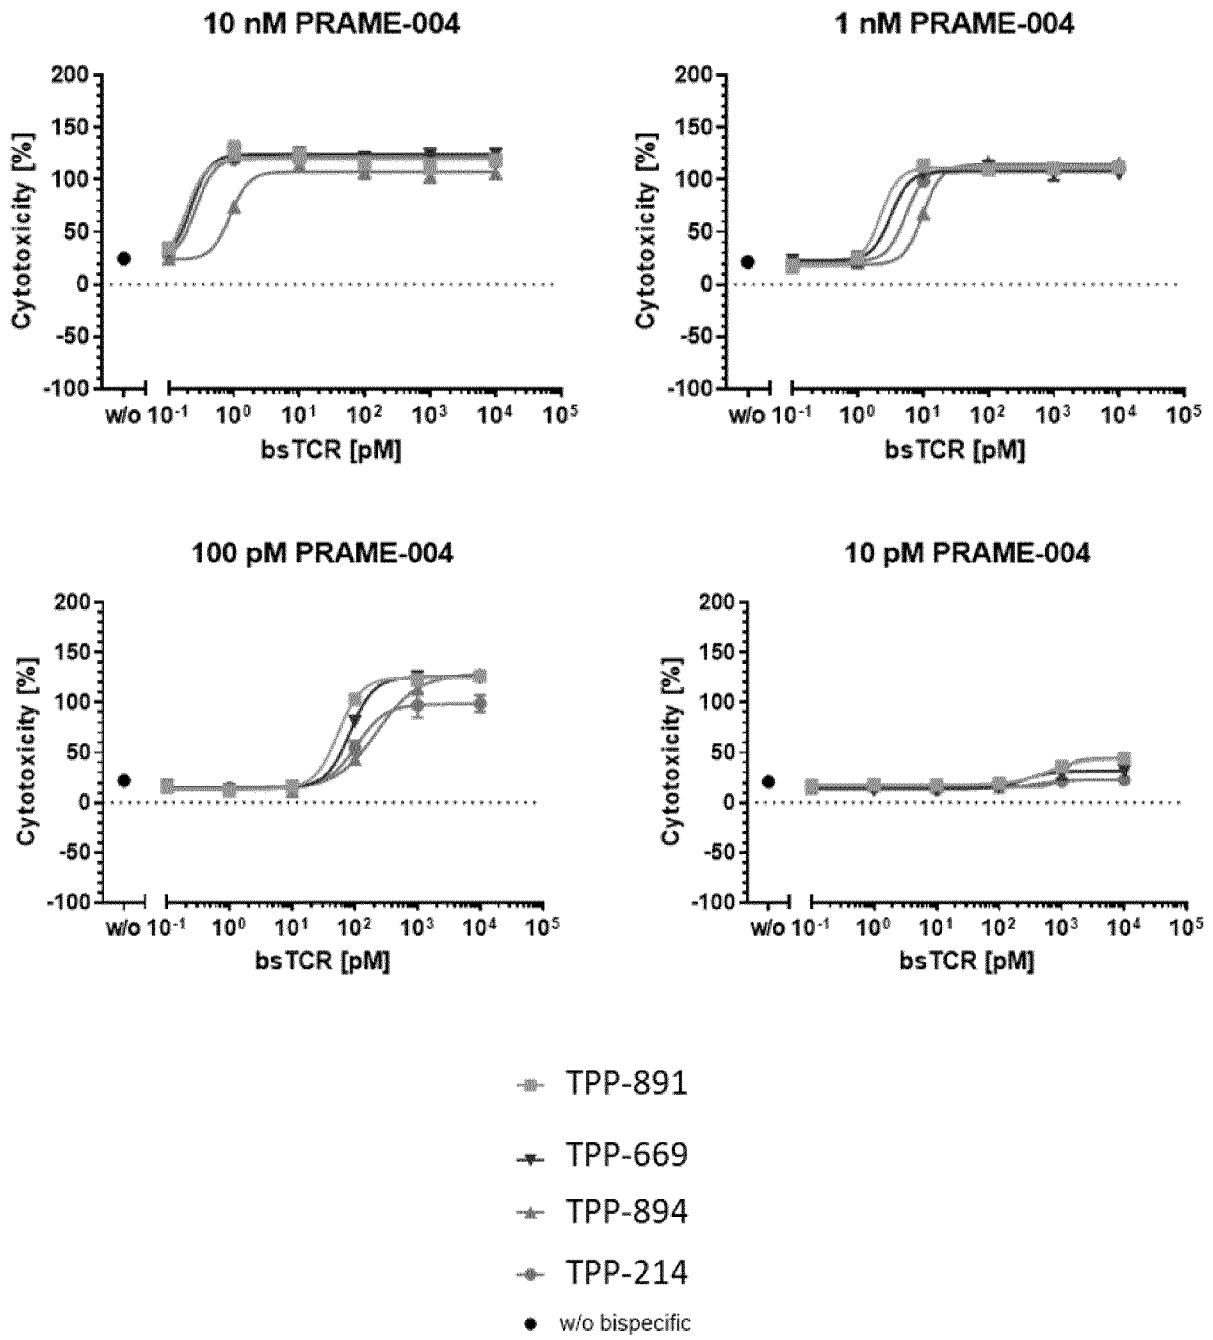 10 nM PRAME-004
1 nM PRAME-004
Cytotoxicity [%]
200
150
100
50
0
-50
-100
w/o 10⁻¹ 10⁰ 10¹ 10² 10³ 10⁴ 10⁵
bsTCR [pM]
Cytotoxicity [%]
200
150
100
50
0
-50
-100
w/o 10⁻¹ 10⁰ 10¹ 10² 10³ 10⁴ 10⁵
bsTCR [pM]
100 pM PRAME-004
10 pM PRAME-004
Cytotoxicity [%]
200
150
100
50
0
-50
-100
w/o 10⁻¹ 10⁰ 10¹ 10² 10³ 10⁴ 10⁵
bsTCR [pM]
Cytotoxicity [%]
200
150
100
50
0
-50
-100
w/o 10⁻¹ 10⁰ 10¹ 10² 10³ 10⁴ 10⁵
bsTCR [pM]
TPP-891
TPP-669
TPP-894
TPP-214
w/o bispecific